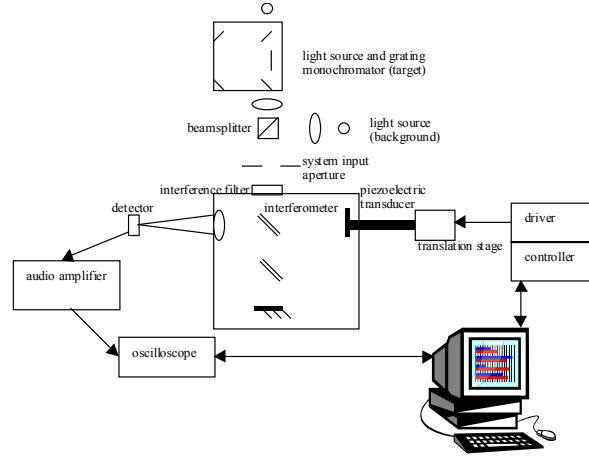 light source and grating
monochromator (target)
beamsplitter
light source
(background)
system input
aperture
interference filter
piezoelectric
transducer
interferometer
detector
driver
translation stage
controller
audio amplifier
oscilloscope